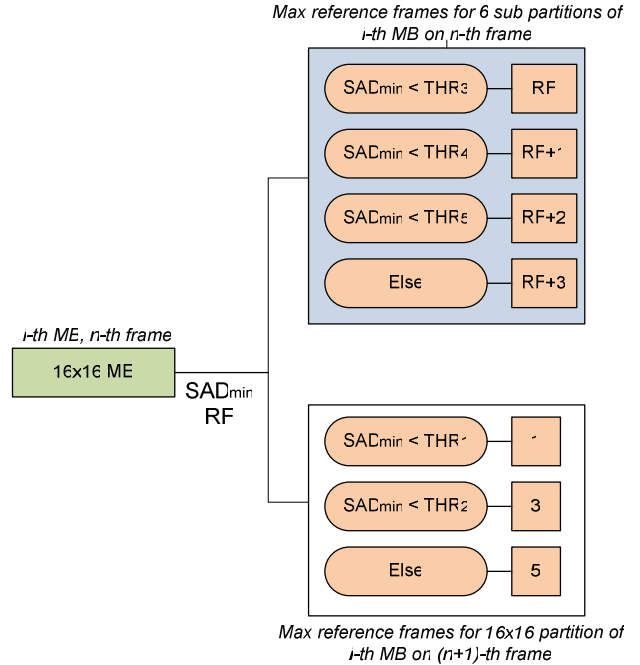 Max reference frames for 6 sub partitions of
i-th MB on n-th frame
SADmin < THR3
RF
SADmin < THR4
RF+1
SADmin < THR5
RF+2
Else
RF+3
i-th ME, n-th frame
16x16 ME
SADmin
RF
SADmin < THR1
1
SADmin < THR2
3
Else
5
Max reference frames for 16x16 partition of
i-th MB on (n+1)-th frame